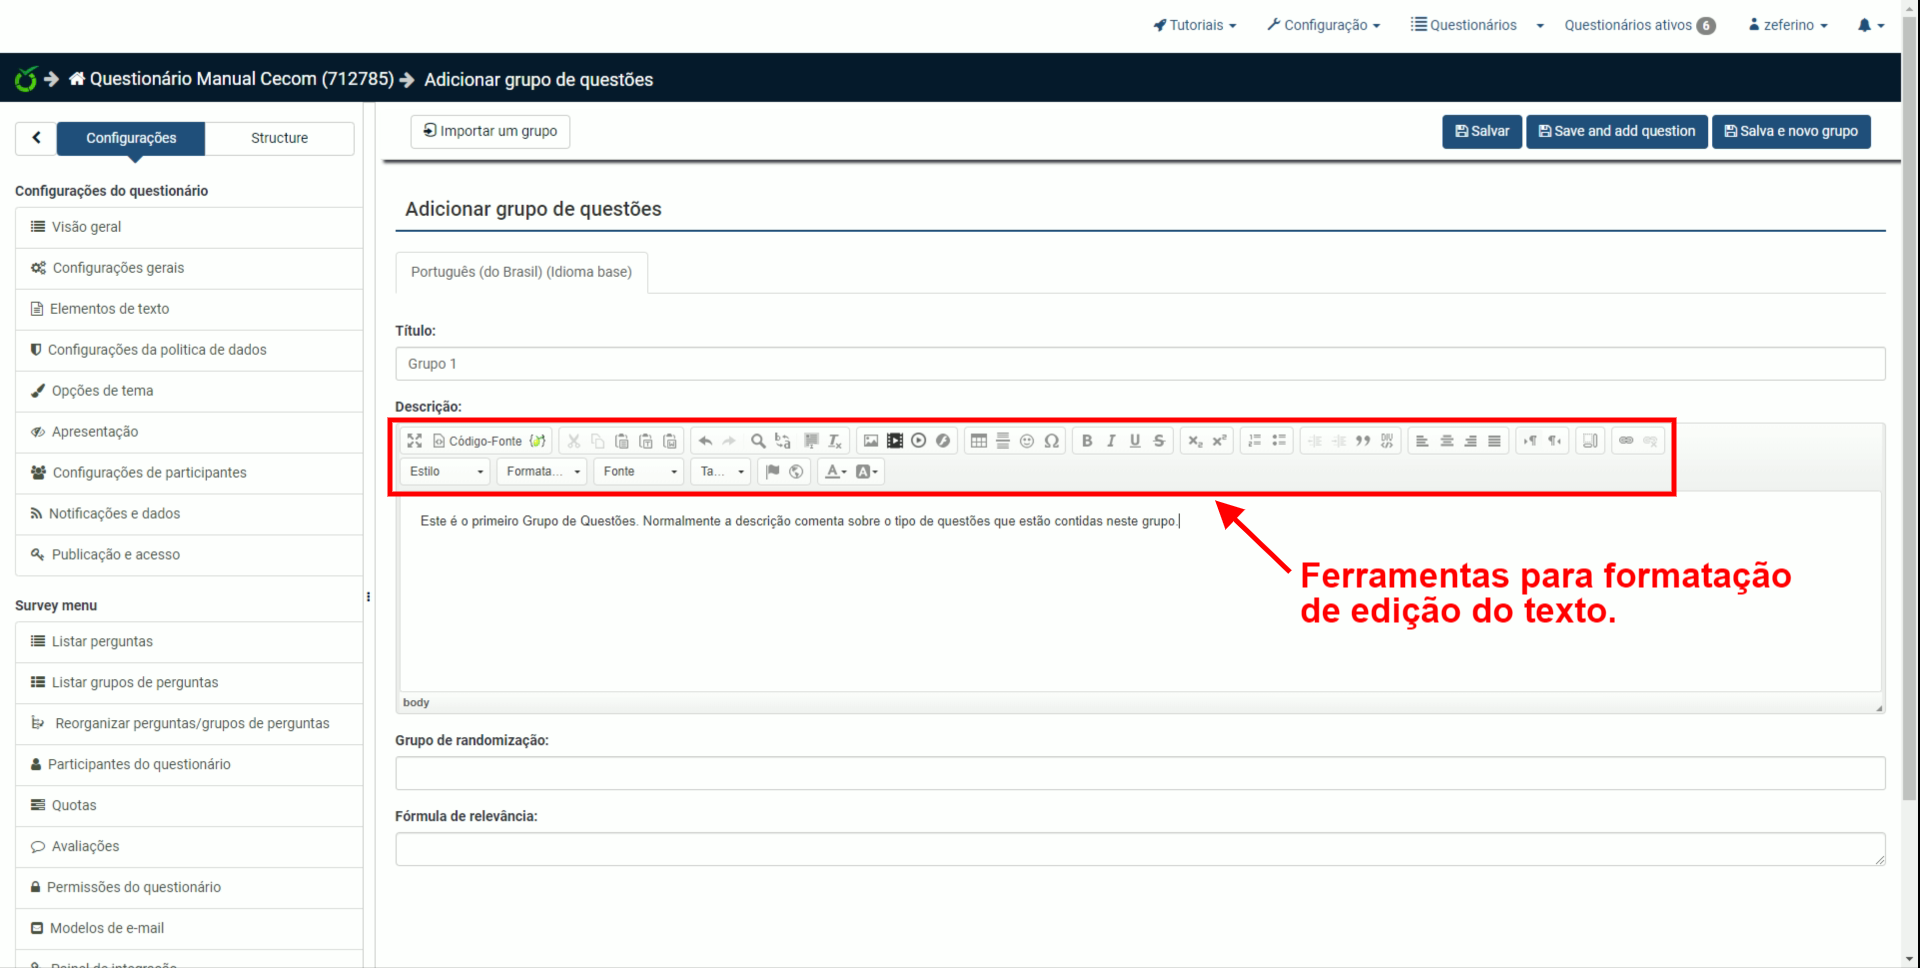 Tutoriais
Configuração
Questionários
Questionários ativos 6
zeferino
Questionário Manual Cecom (712785)
Adicionar grupo de questões
Configurações
Structure
Importar um grupo
Salvar
Save and add question
Salva e novo grupo
Configurações do questionário
Visão geral
Configurações gerais
Elementos de texto
Configurações da politica de dados
Opções de tema
Apresentação
Configurações de participantes
Notificações e dados
Publicação e acesso
Survey menu
Listar perguntas
Listar grupos de perguntas
Reorganizar perguntas/grupos de perguntas
Participantes do questionário
Quotas
Avaliações
Permissões do questionário
Modelos de e-mail
Painel de integração
Adicionar grupo de questões
Português (do Brasil) (Idioma base)
Título:
Grupo 1
Descrição:
Código-Fonte
B I U S
Estilo
Formata...
Fonte
Ta...
Este é o primeiro Grupo de Questões. Normalmente a descrição comenta sobre o tipo de questões que estão contidas neste grupo.
Ferramentas para formatação
de edição do texto.
body
Grupo de randomização:
Fórmula de relevância: